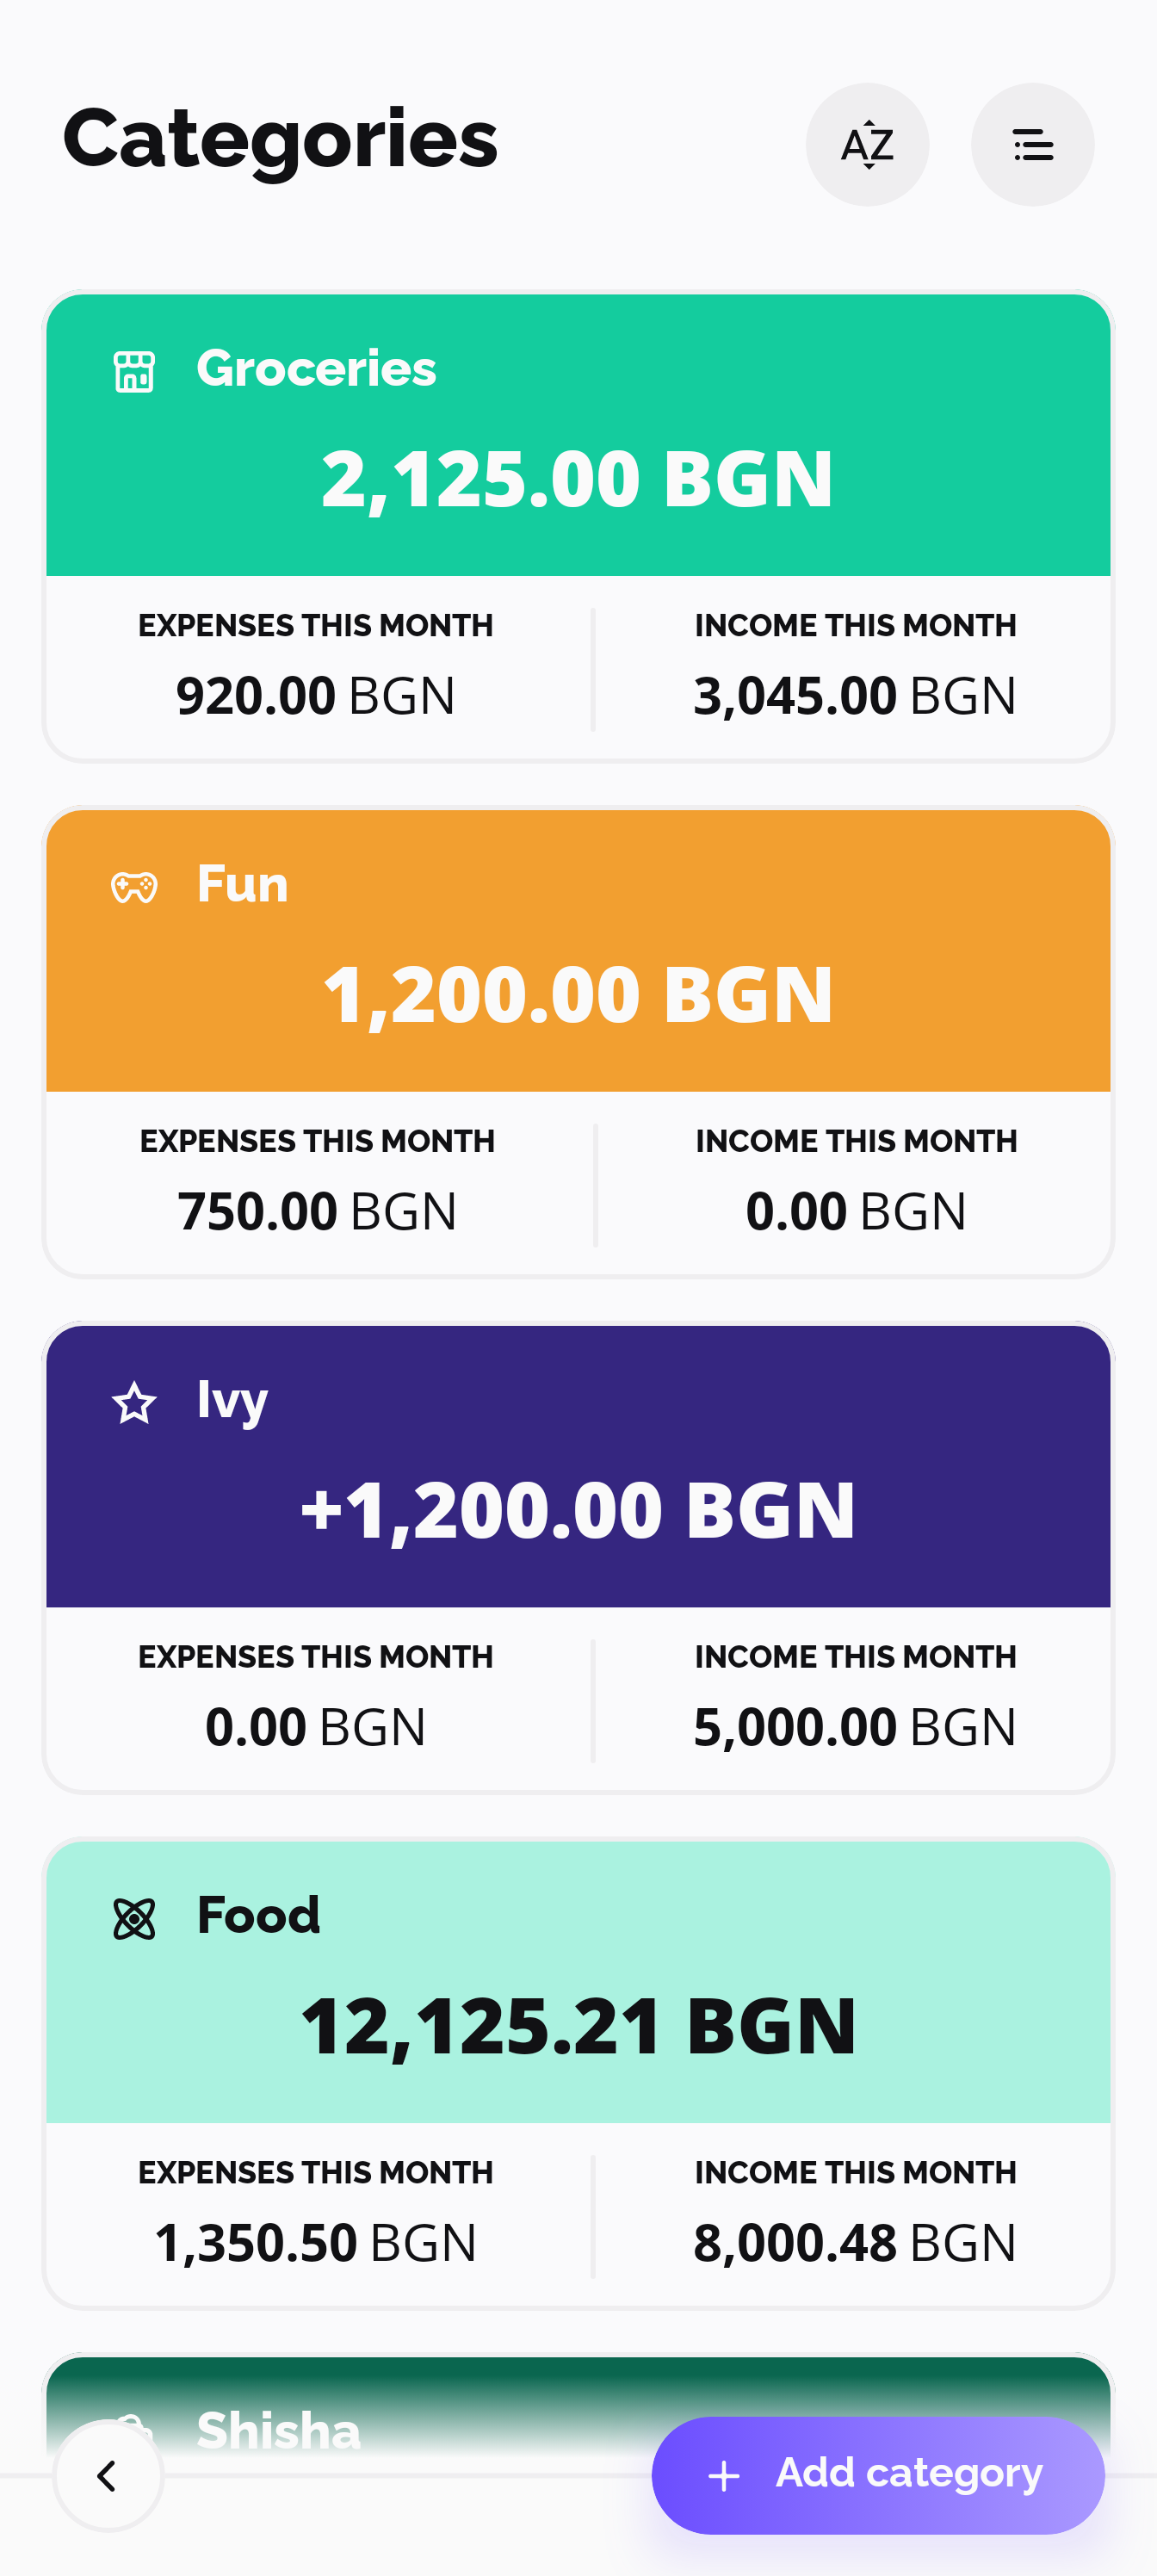 Categories
AZ
Groceries
2,125.00 BGN
EXPENSES THIS MONTH
INCOME THIS MONTH
920.00 BGN
3,045.00 BGN
Fun
1,200.00 BGN
EXPENSES THIS MONTH
INCOME THIS MONTH
750.00 BGN
0.00 BGN
Ivy
+1,200.00 BGN
EXPENSES THIS MONTH
INCOME THIS MONTH
0.00 BGN
5,000.00 BGN
Food
12,125.21 BGN
EXPENSES THIS MONTH
INCOME THIS MONTH
1,350.50 BGN
8,000.48 BGN
Shisha
Add category